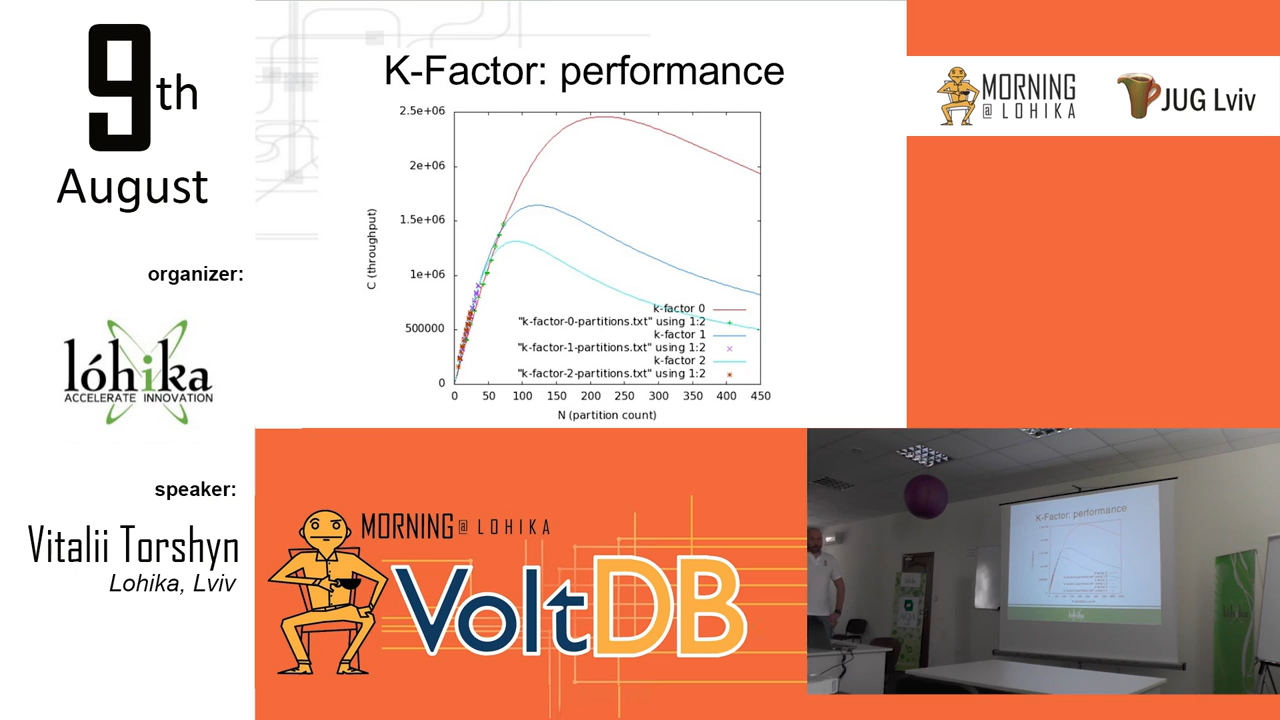 9th
August
organizer:
lóhika
ACCELERATE INNOVATION
speaker:
Vitalii Torshyn
Lohika, Lviv
K-Factor: performance
C (throughput)
2.5e+06
2e+06
1.5e+06
1e+06
500000
0
0 50 100 150 200 250 300 350 400 450
N (partition count)
k-factor 0
"k-factor-0-partitions.txt" using 1:2
k-factor 1
"k-factor-1-partitions.txt" using 1:2
k-factor 2
"k-factor-2-partitions.txt" using 1:2
MORNING
@ LOHIKA
JUG Lviv
MORNING @ LOHIKA
VoltDB
K-Factor: performance